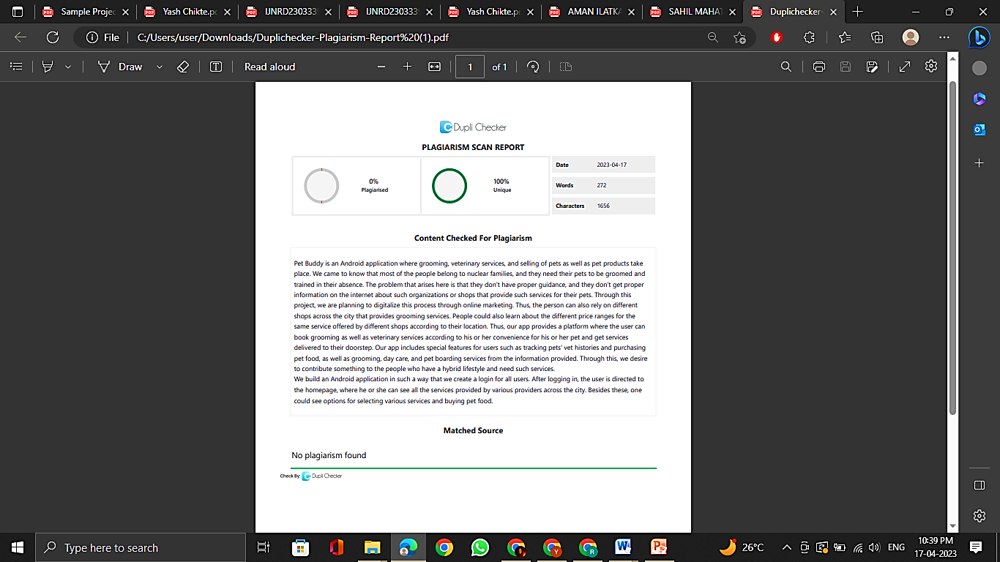 Sample Projec
Yash Chikte.pd
IJNRD2303335
IJNRD2303335
Yash Chikte.pd
AMAN ILATKA
SAHIL MAHAT
Duplichecker-
File
C:/Users/user/Downloads/Duplichecker-Plagiarism-Report%20(1).pdf
Draw
Read aloud
1
of 1
Dupli Checker
PLAGIARISM SCAN REPORT
0%
Plagiarised
100%
Unique
Date 2023-04-17
Words 272
Characters 1656
Content Checked For Plagiarism
Pet Buddy is an Android application where grooming, veterinary services, and selling of pets as well as pet products take
place. We came to know that most of the people belong to nuclear families, and they need their pets to be groomed and
trained in their absence. The problem that arises here is that they don't have proper guidance, and they don't get proper
information on the internet about such organizations or shops that provide such services for their pets. Through this
project, we are planning to digitalize this process through online marketing. Thus, the person can also rely on different
shops across the city that provides grooming services. People could also learn about the different price ranges for the
same service offered by different shops according to their location. Thus, our app provides a platform where the user can
book grooming as well as veterinary services according to his or her convenience for his or her pet and get services
delivered to their doorstep. Our app includes special features for users such as tracking pets' vet histories and purchasing
pet food, as well as grooming, day care, and pet boarding services from the information provided. Through this, we desire
to contribute something to the people who have a hybrid lifestyle and need such services.
We build an Android application in such a way that we create a login for all users. After logging in, the user is directed to
the homepage, where he or she can see all the services provided by various providers across the city. Besides these, one
could see options for selecting various services and buying pet food.
Matched Source
No plagiarism found
Check By: Dupli Checker
Type here to search
26°C
ENG
10:39 PM
17-04-2023